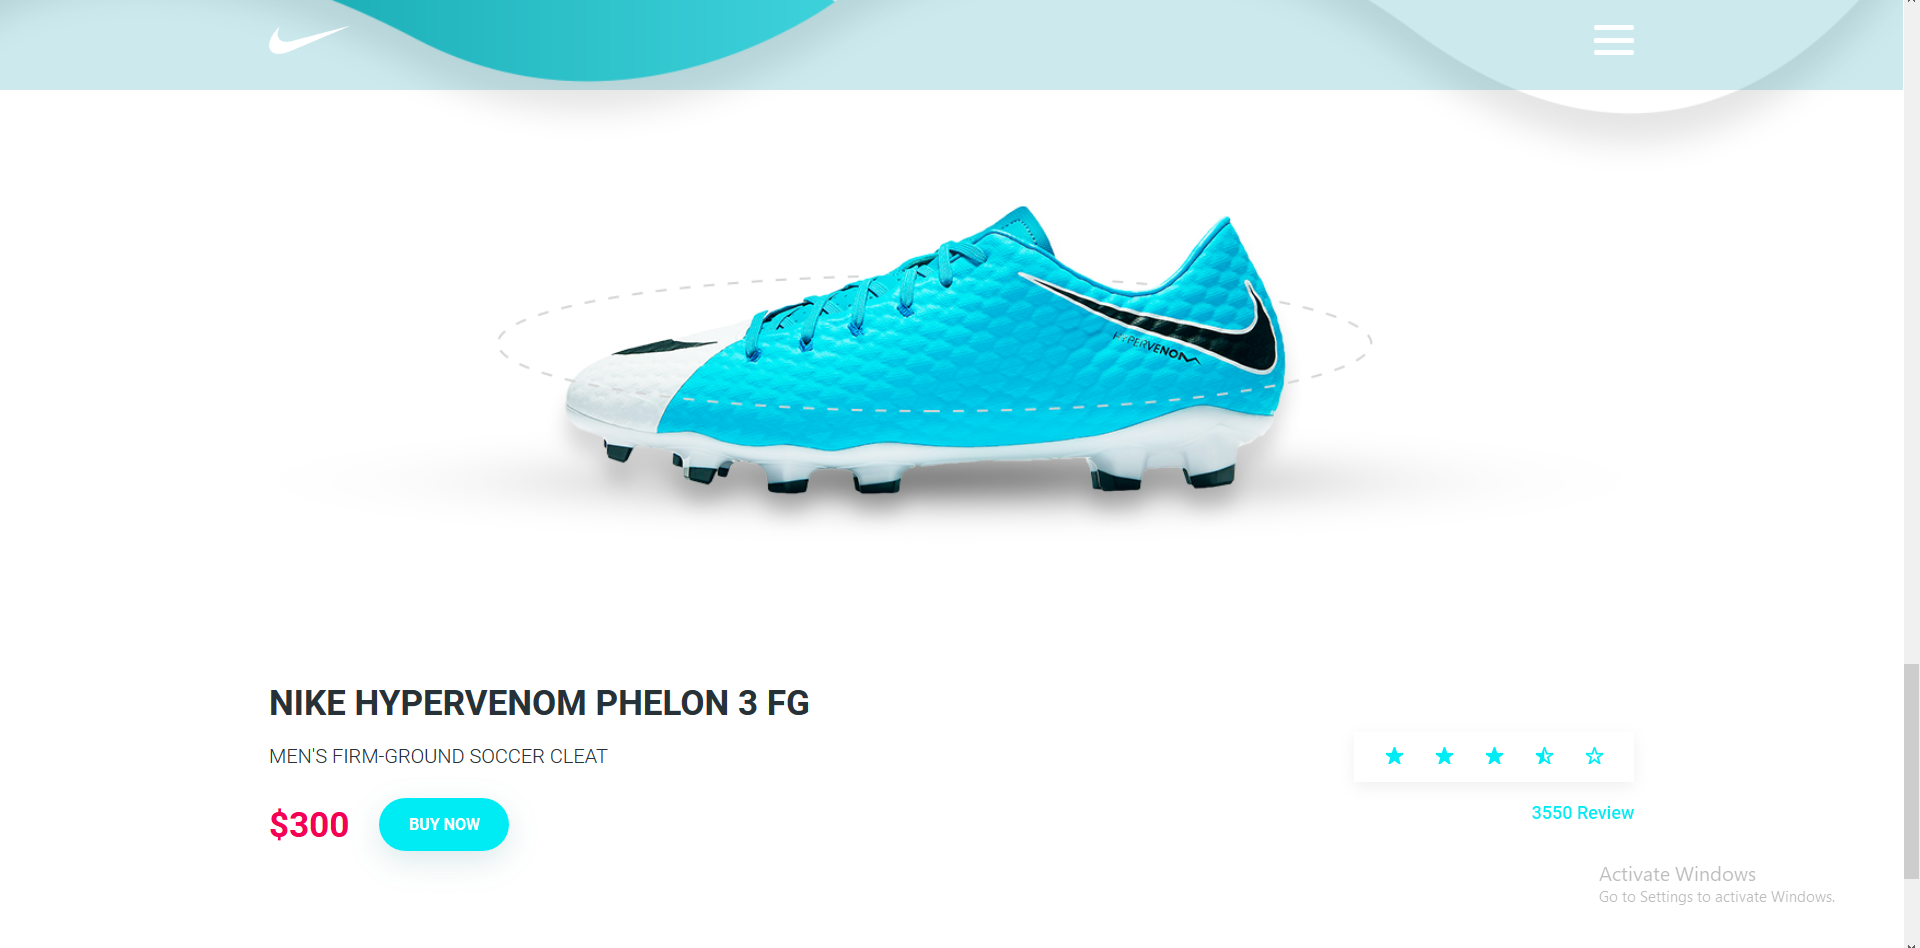 HYPERVENOM
NIKE HYPERVENOM PHELON 3 FG
MEN'S FIRM-GROUND SOCCER CLEAT
$300
BUY NOW
3550 Review
Activate Windows
Go to Settings to activate Windows.